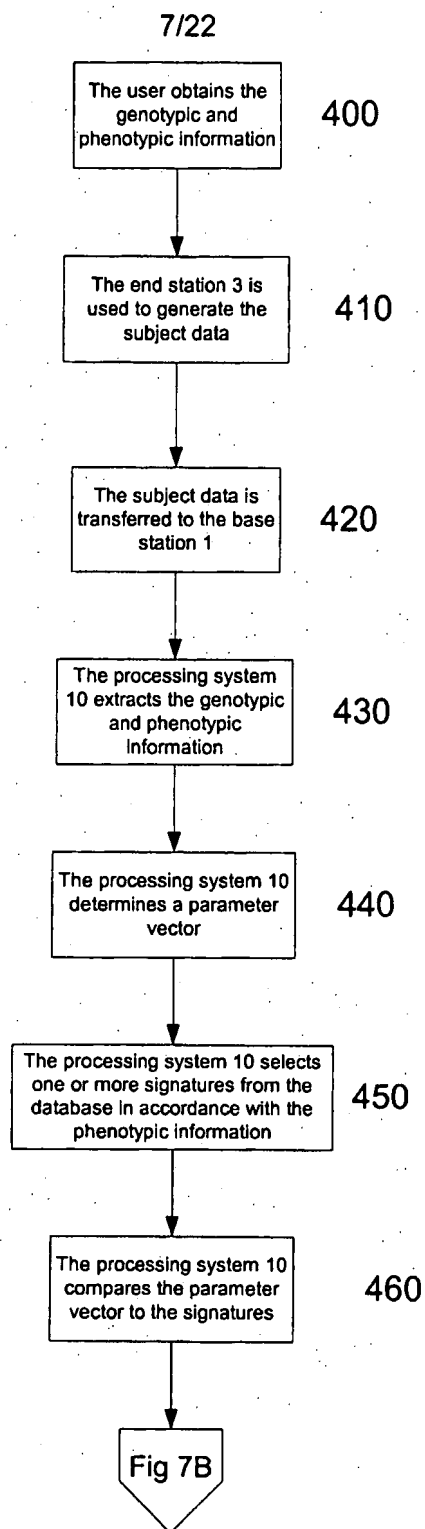 7/22
The user obtains the
genotypic and
phenotypic information
400
The end station 3 is
used to generate the
subject data
410
The subject data is
transferred to the base
station 1
420
The processing system
10 extracts the genotypic
and phenotypic
information
430
The processing system 10
determines a parameter
vector
440
The processing system 10 selects
one or more signatures from the
database in accordance with the
phenotypic information
450
The processing system 10
compares the parameter
vector to the signatures
460
Fig 7B